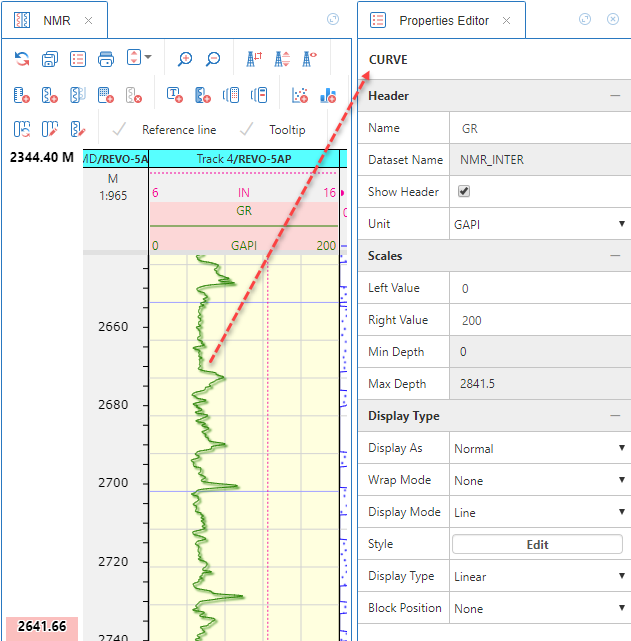 NMR
Reference line
Tooltip
2344.40 M
MD/REVO-5A
Track 4/REVO-5AP
M
1:965
6 IN 16
GR
0 GAPI 200
2660
2680
2700
2720
2740
2641.66
Properties Editor
CURVE
Header
Name GR
Dataset Name NMR_INTER
Show Header
Unit GAPI
Scales
Left Value 0
Right Value 200
Min Depth 0
Max Depth 2841.5
Display Type
Display As Normal
Wrap Mode None
Display Mode Line
Style Edit
Display Type Linear
Block Position None